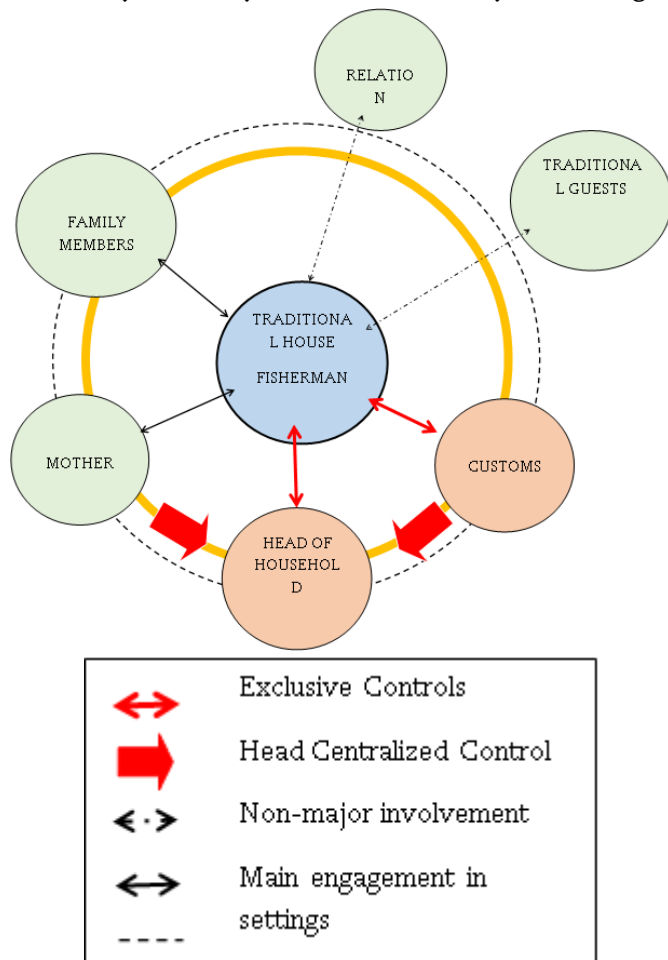 RELATIO
N
TRADITIONA
L GUESTS
FAMILY
MEMBERS
TRADITIONA
L HOUSE
FISHERMAN
MOTHER
CUSTOMS
HEAD OF
HOUSEHOL
D
Exclusive Controls
Head Centralized Control
Non-major involvement
Main engagement in
settings